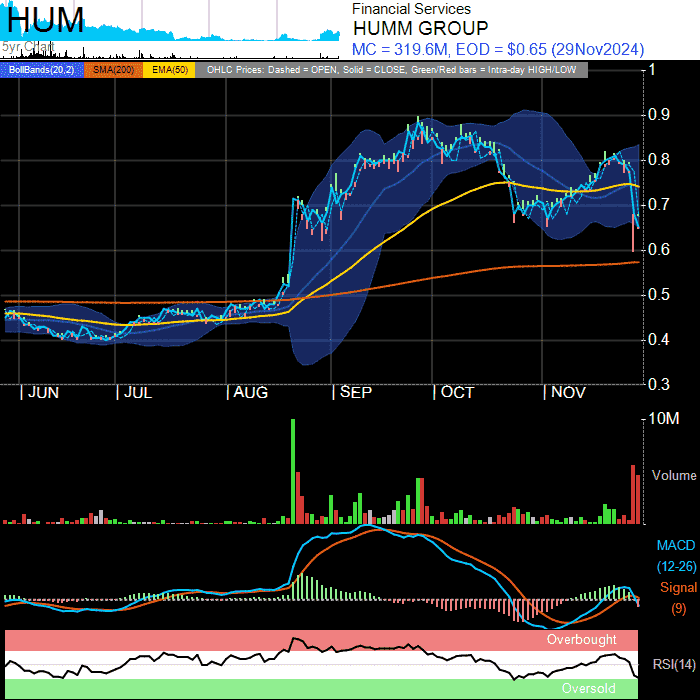 HUM
5yr Chart
Financial Services
HUMM GROUP
MC = 319.6M, EOD = $0.65 (29Nov2024)
BollBands(20,2) SMA(200) EMA(50) OHLC Prices: Dashed = OPEN, Solid = CLOSE, Green/Red bars = Intra-day HIGH/LOW
1
0.9
0.8
0.7
0.6
0.5
0.4
0.3
JUN JUL AUG SEP OCT NOV
10M
Volume
MACD
(12-26)
Signal
(9)
Overbought
RSI(14)
Oversold